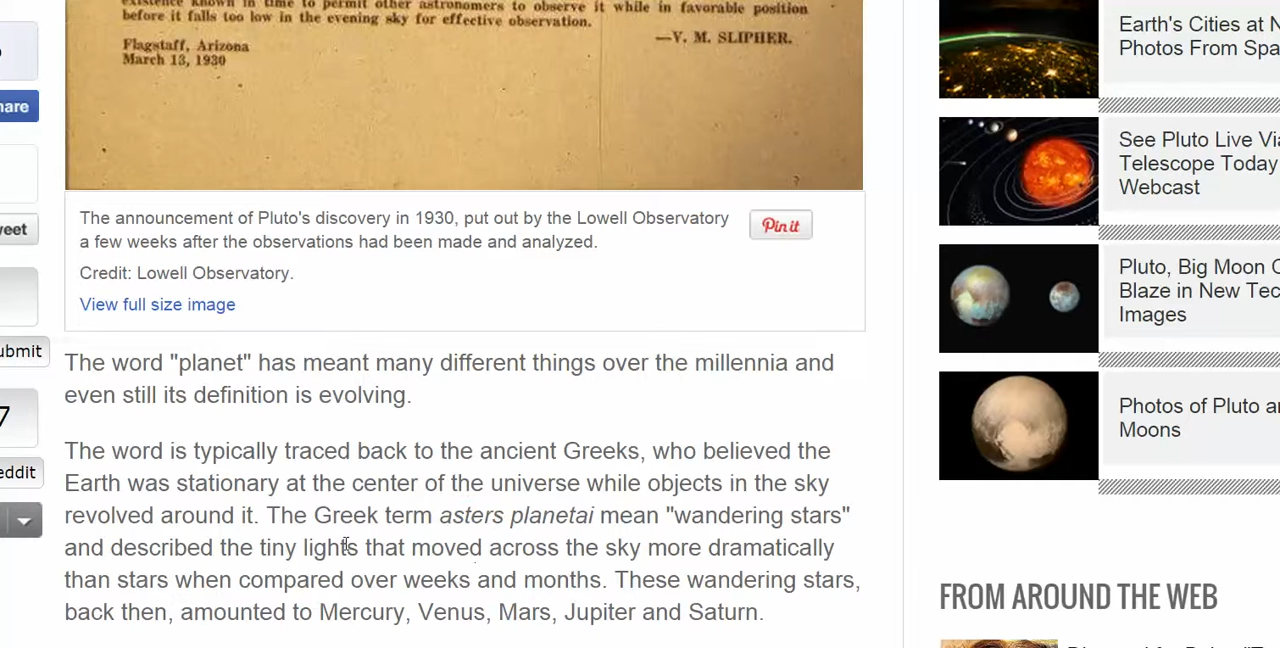 existence known in time to permit other astronomers to observe it while in favorable position
before it falls too low in the evening sky for effective observation.
—V. M. SLIPHER.
Flagstaff, Arizona
March 13, 1930
The announcement of Pluto's discovery in 1930, put out by the Lowell Observatory
a few weeks after the observations had been made and analyzed.
Credit: Lowell Observatory.
View full size image
Pin it
The word "planet" has meant many different things over the millennia and
even still its definition is evolving.
The word is typically traced back to the ancient Greeks, who believed the
Earth was stationary at the center of the universe while objects in the sky
revolved around it. The Greek term asters planetai mean "wandering stars"
and described the tiny lights that moved across the sky more dramatically
than stars when compared over weeks and months. These wandering stars,
back then, amounted to Mercury, Venus, Mars, Jupiter and Saturn.
hare
weet
ubmit
7
eddit
Earth's Cities at N
Photos From Spa
See Pluto Live Via
Telescope Today
Webcast
Pluto, Big Moon C
Blaze in New Tec
Images
Photos of Pluto an
Moons
FROM AROUND THE WEB